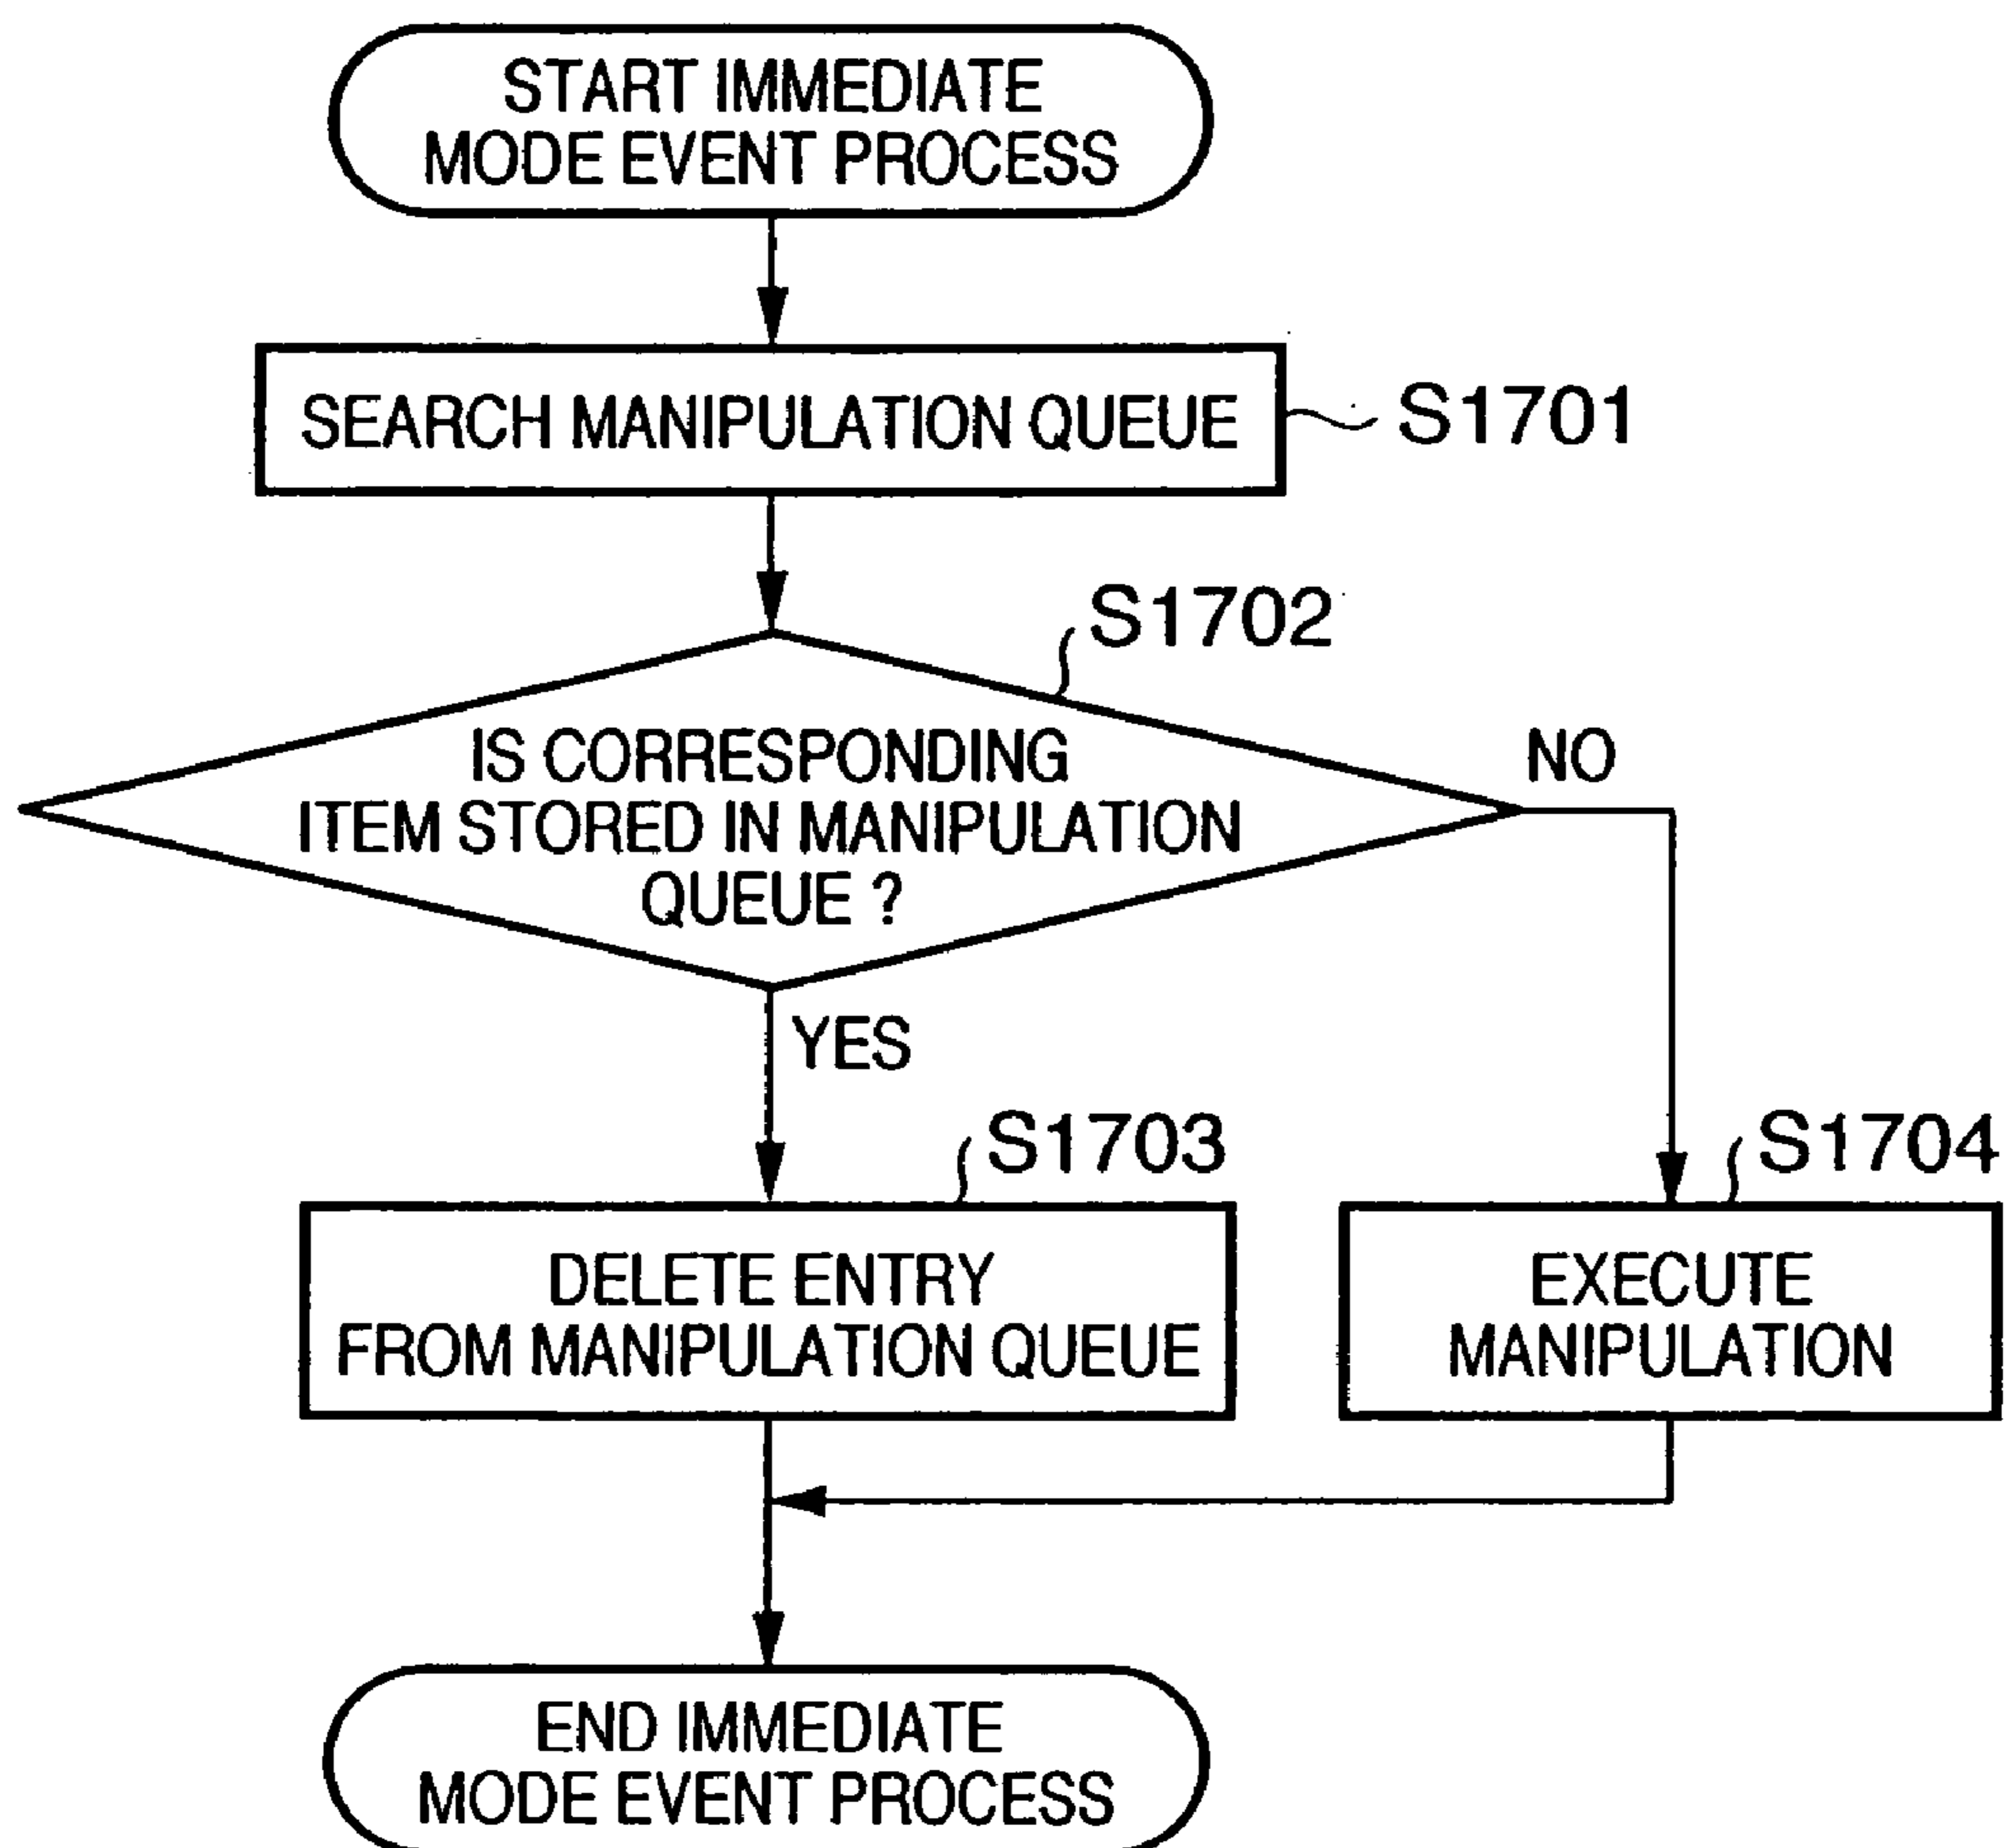 START IMMEDIATE
MODE EVENT PROCESS
SEARCH MANIPULATION QUEUE
S1701
S1702
IS CORRESPONDING
ITEM STORED IN MANIPULATION
QUEUE ?
NO
YES
S1703
S1704
DELETE ENTRY
FROM MANIPULATION QUEUE
EXECUTE
MANIPULATION
END IMMEDIATE
MODE EVENT PROCESS